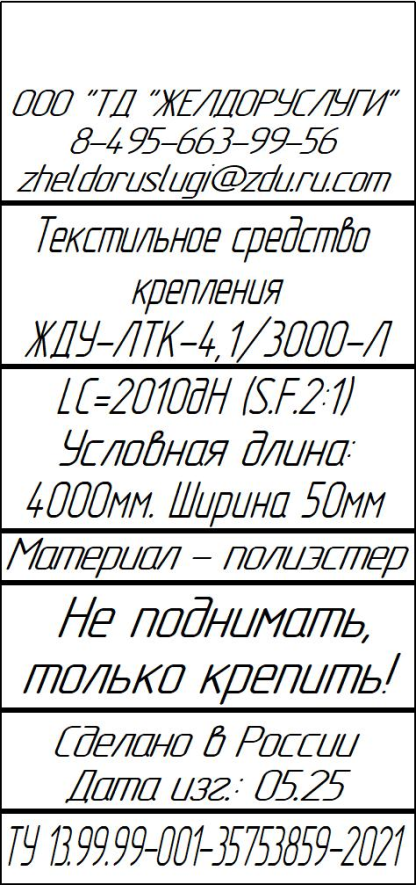 ООО "ТД "ЖЕЛДОРУСЛУГИ"
8-495-663-99-56
zheldoruslugi@zdu.ru.com
Текстильное средство
крепления
ЖДУ-ЛТК-4,1/3000-Л
LC=2010дН (S.F.2:1)
Условная длина:
4000мм. Ширина 50мм
Материал - полиэстер
Не поднимать,
только крепить!
Сделано в России
Дата изг.: 05.25
ТУ 13.99.99-001-35753859-2021